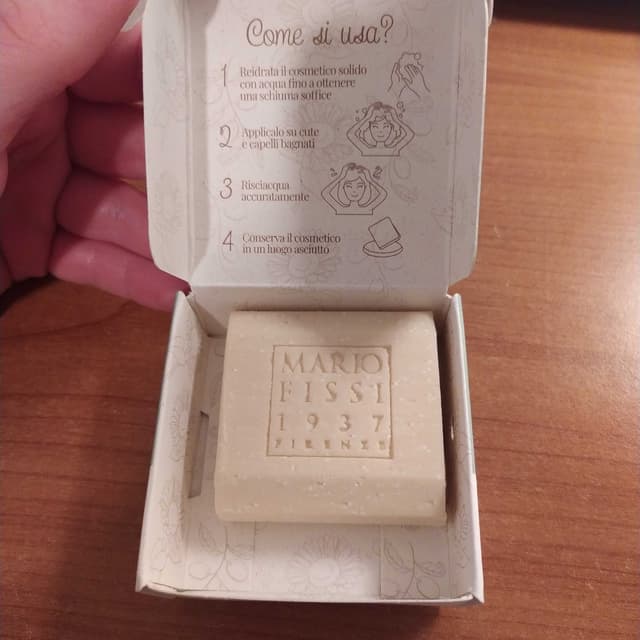 Come si usa?
1 Reidrata il cosmetico solido
con acqua fino a ottenere
una schiuma soffice
2 Applicalo su cute
e capelli bagnati
3 Risciacqua
accuratamente
4 Conserva il cosmetico
in un luogo asciutto
MARIO
FISSI
1937
FIRENZE